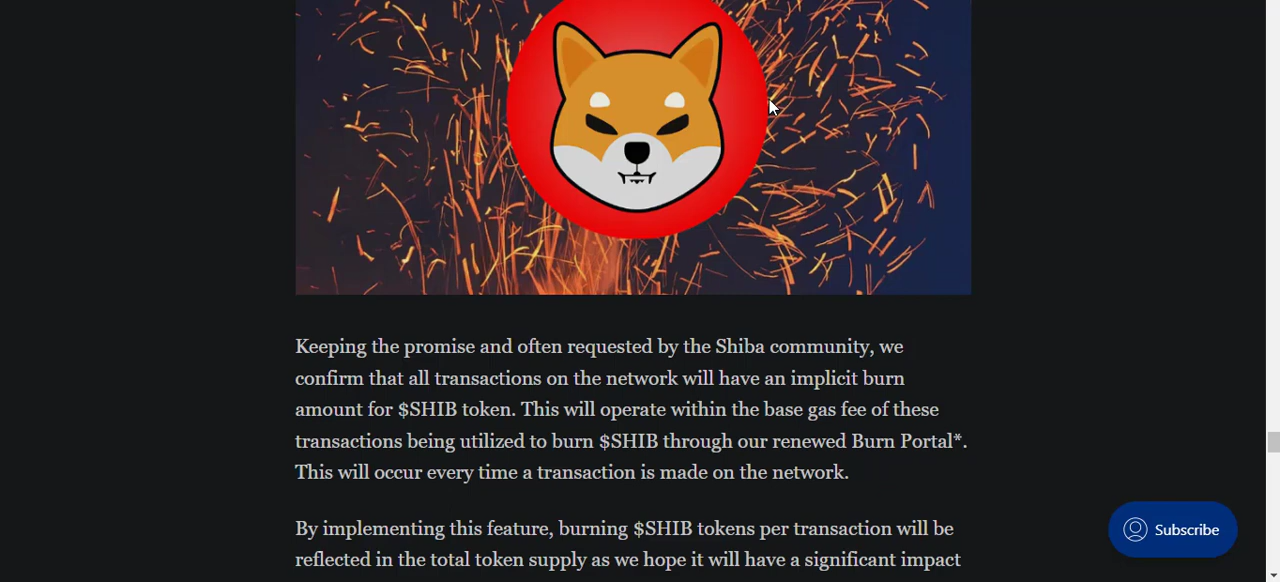 Keeping the promise and often requested by the Shiba community, we
confirm that all transactions on the network will have an implicit burn
amount for $SHIB token. This will operate within the base gas fee of these
transactions being utilized to burn $SHIB through our renewed Burn Portal*.
This will occur every time a transaction is made on the network.
By implementing this feature, burning $SHIB tokens per transaction will be
reflected in the total token supply as we hope it will have a significant impact
Subscribe